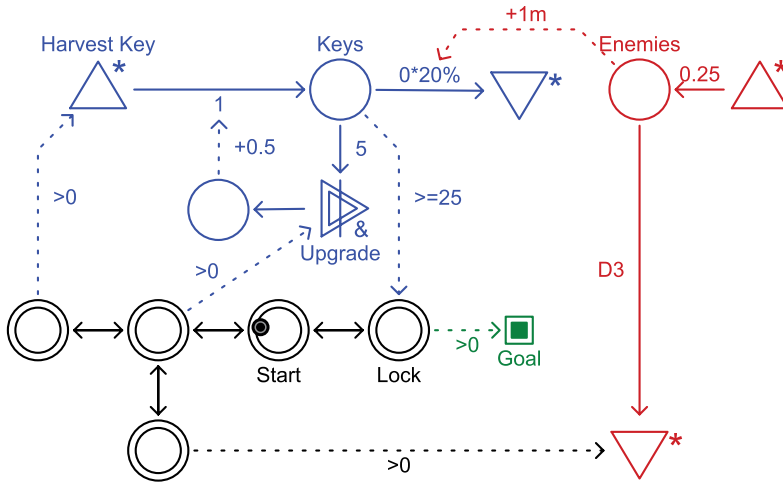 +1m
Harvest Key
Keys
Enemies
*
*
*
0*20%
0.25
1
+0.5
5
>0
>=25
&
Upgrade
>0
D3
Start
Lock
>0
Goal
*
>0